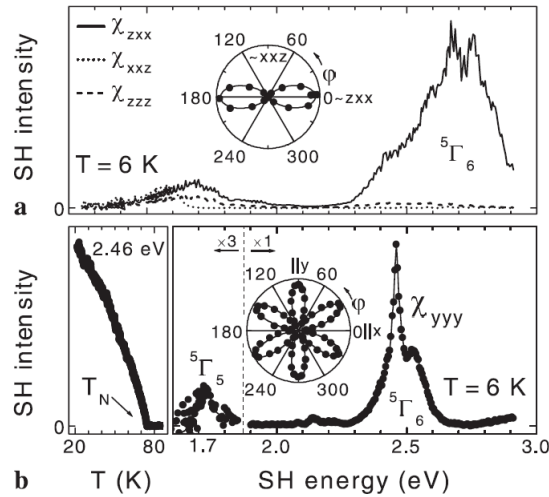 SH intensity
χzxx
χxxz
χzzz
T = 6 K
a
120 60
~xxz
φ
180 0~zxx
240 300
⁵Γ₆
0
SH intensity
2.46 eV
T_N
0
20 50 80
T (K)
×3 ×1
120 ||y 60
φ
180 0||x
240 300
⁵Γ₅
χyyy
⁵Γ₆
T = 6 K
1.7 2.0 2.5 3.0
SH energy (eV)
b